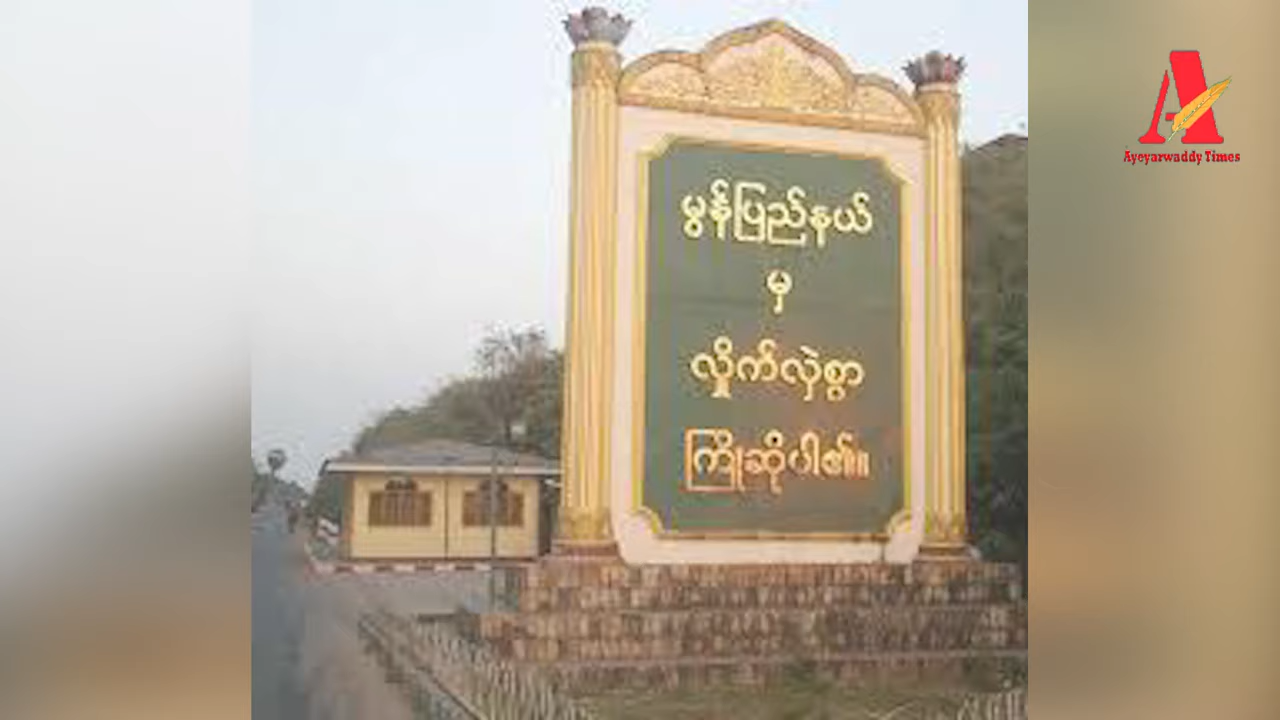 မွန်ပြည်နယ်
မှ
လှိုက်လှဲစွာ
ကြိုဆိုပါ၏။
A
Ayeyarwaddy Times